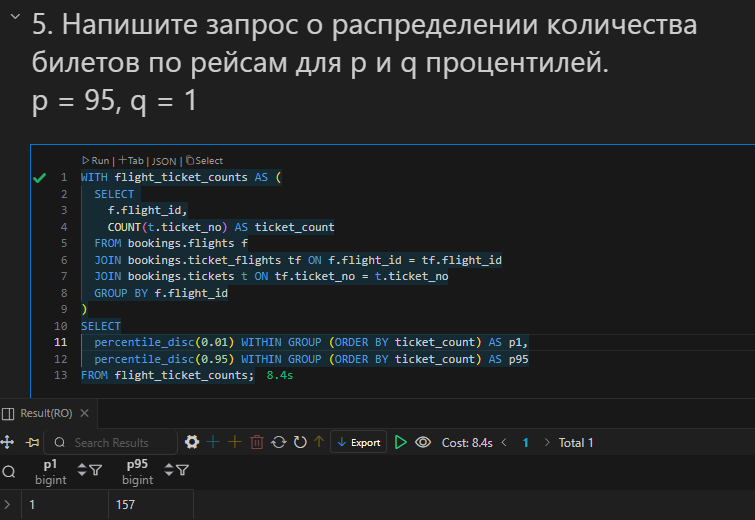 5. Напишите запрос о распределении количества
билетов по рейсам для p и q процентилей.
p = 95, q = 1
Run | Tab | JSON | Select
1 WITH flight_ticket_counts AS (
2 SELECT
3 f.flight_id,
4 COUNT(t.ticket_no) AS ticket_count
5 FROM bookings.flights f
6 JOIN bookings.ticket_flights tf ON f.flight_id = tf.flight_id
7 JOIN bookings.tickets t ON tf.ticket_no = t.ticket_no
8 GROUP BY f.flight_id
9 )
10 SELECT
11 percentile_disc(0.01) WITHIN GROUP (ORDER BY ticket_count) AS p1,
12 percentile_disc(0.95) WITHIN GROUP (ORDER BY ticket_count) AS p95
13 FROM flight_ticket_counts; 8.4s
Result(RO)
Search Results Export Cost: 8.4s < 1 > Total 1
p1 p95
bigint bigint
1 157